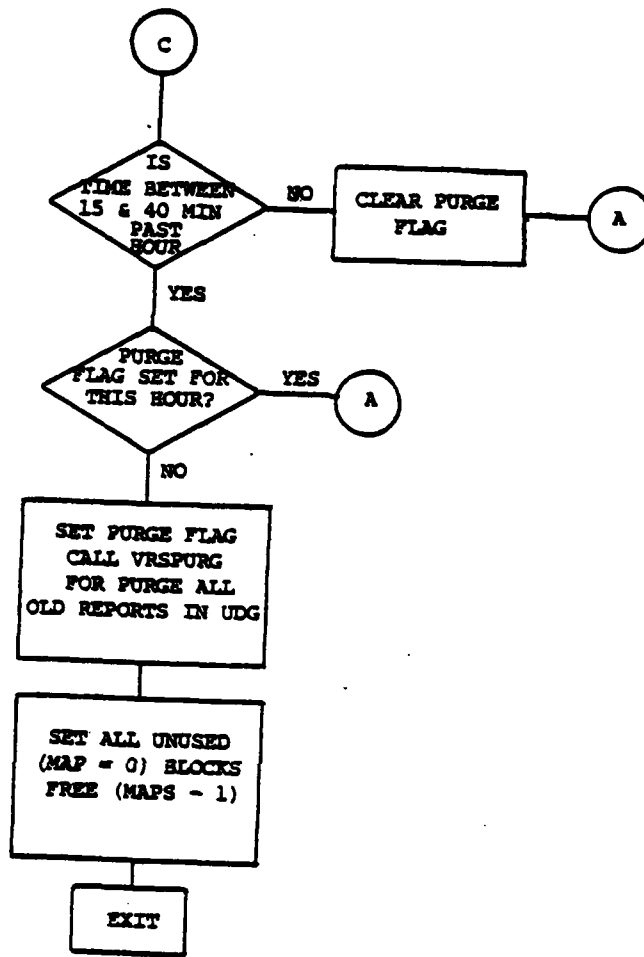 C
IS
TIME BETWEEN
15 & 40 MIN
PAST
HOUR
NO
CLEAR PURGE
FLAG
A
YES
PURGE
FLAG SET FOR
THIS HOUR?
YES
A
NO
SET PURGE FLAG
CALL VRSPURG
FOR PURGE ALL
OLD REPORTS IN UDG
SET ALL UNUSED
(MAP = 0) BLOCKS
FREE (MAPS - 1)
EXIT